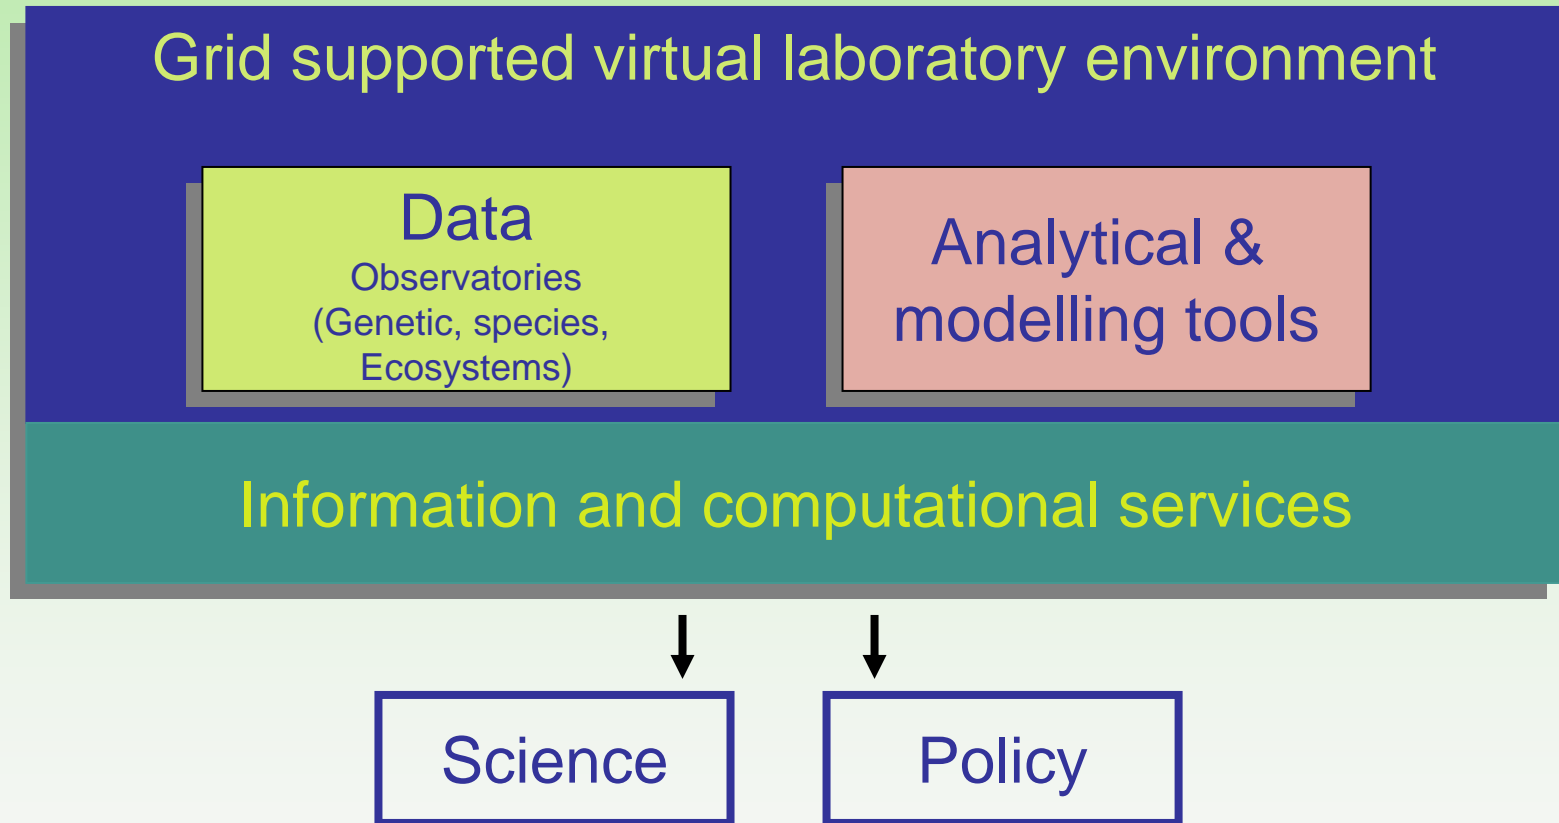 Grid supported virtual laboratory environment
Data
Observatories
(Genetic, species,
Ecosystems)
Analytical &
modelling tools
Information and computational services
Science
Policy